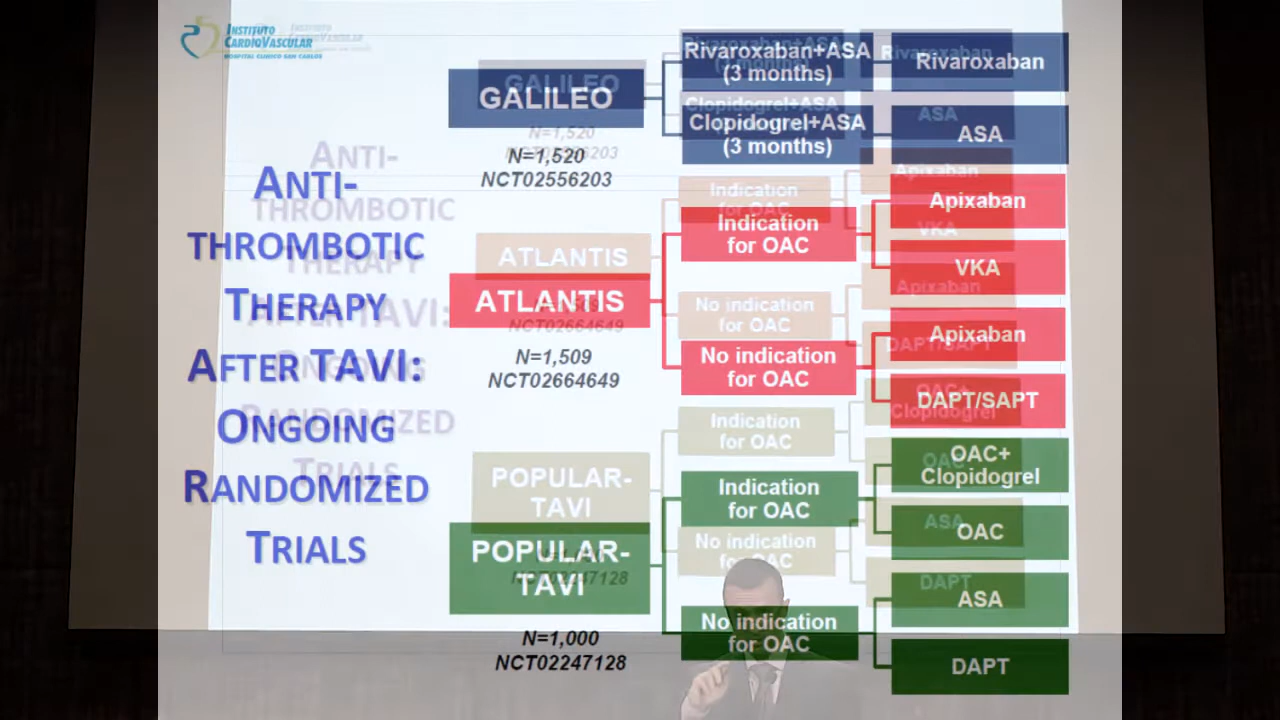 INSTITUTO
CARDIOVASCULAR
HOSPITAL CLÍNICO SAN CARLOS
ANTI-
THROMBOTIC
THERAPY
AFTER TAVI:
ONGOING
RANDOMIZED
TRIALS
GALILEO
N=1,520
NCT02556203
Rivaroxaban+ASA
(3 months)
Rivaroxaban
Clopidogrel+ASA
(3 months)
ASA
ATLANTIS
N=1,509
NCT02664649
Indication
for OAC
Apixaban
VKA
No indication
for OAC
Apixaban
DAPT/SAPT
POPULAR-
TAVI
N=1,000
NCT02247128
Indication
for OAC
OAC+
Clopidogrel
OAC
No indication
for OAC
ASA
DAPT